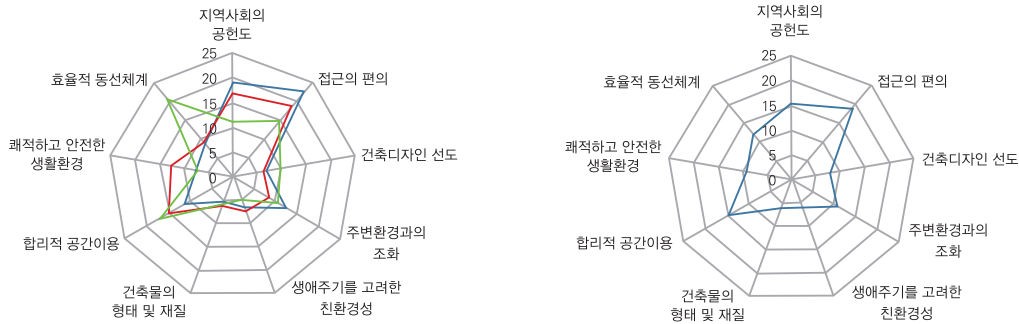 지역사회의
공헌도
25
20
15
10
5
0
접근의 편의
건축디자인 선도
주변환경과의
조화
생애주기를 고려한
친환경성
건축물의
형태 및 재질
합리적 공간이용
쾌적하고 안전한
생활환경
효율적 동선체계
지역사회의
공헌도
25
20
15
10
5
0
접근의 편의
건축디자인 선도
주변환경과의
조화
생애주기를 고려한
친환경성
건축물의
형태 및 재질
합리적 공간이용
쾌적하고 안전한
생활환경
효율적 동선체계